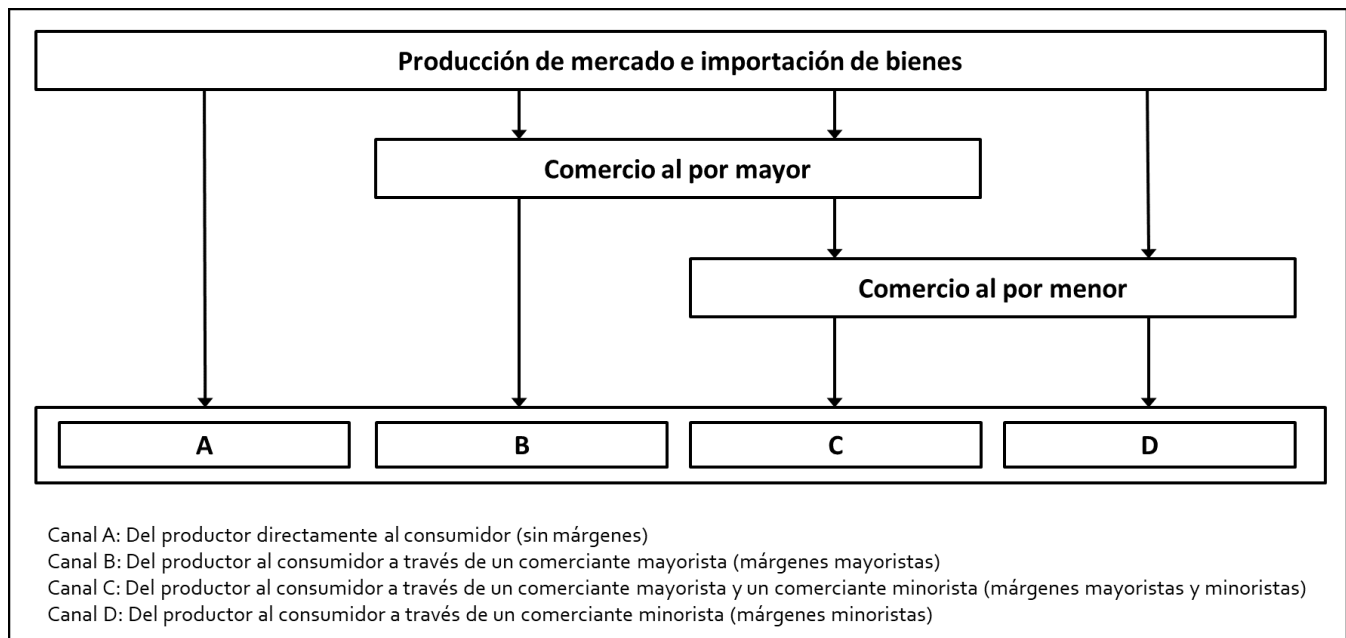 Producción de mercado e importación de bienes
Comercio al por mayor
Comercio al por menor
A
B
C
D
Canal A: Del productor directamente al consumidor (sin márgenes)
Canal B: Del productor al consumidor a través de un comerciante mayorista (márgenes mayoristas)
Canal C: Del productor al consumidor a través de un comerciante mayorista y un comerciante minorista (márgenes mayoristas y minoristas)
Canal D: Del productor al consumidor a través de un comerciante minorista (márgenes minoristas)